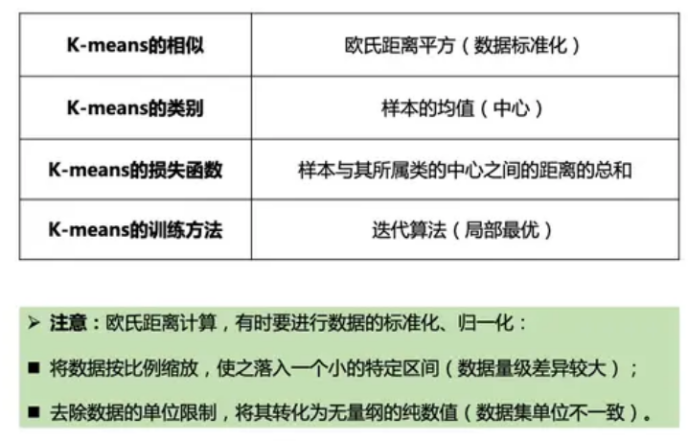 K-means的相似 欧氏距离平方（数据标准化）
K-means的类别 样本的均值（中心）
K-means的损失函数 样本与其所属类的中心之间的距离的总和
K-means的训练方法 迭代算法（局部最优）
➢ 注意：欧氏距离计算，有时要进行数据的标准化、归一化：
■ 将数据按比例缩放，使之落入一个小的特定区间（数据量级差异较大）；
■ 去除数据的单位限制，将其转化为无量纲的纯数值（数据集单位不一致）。